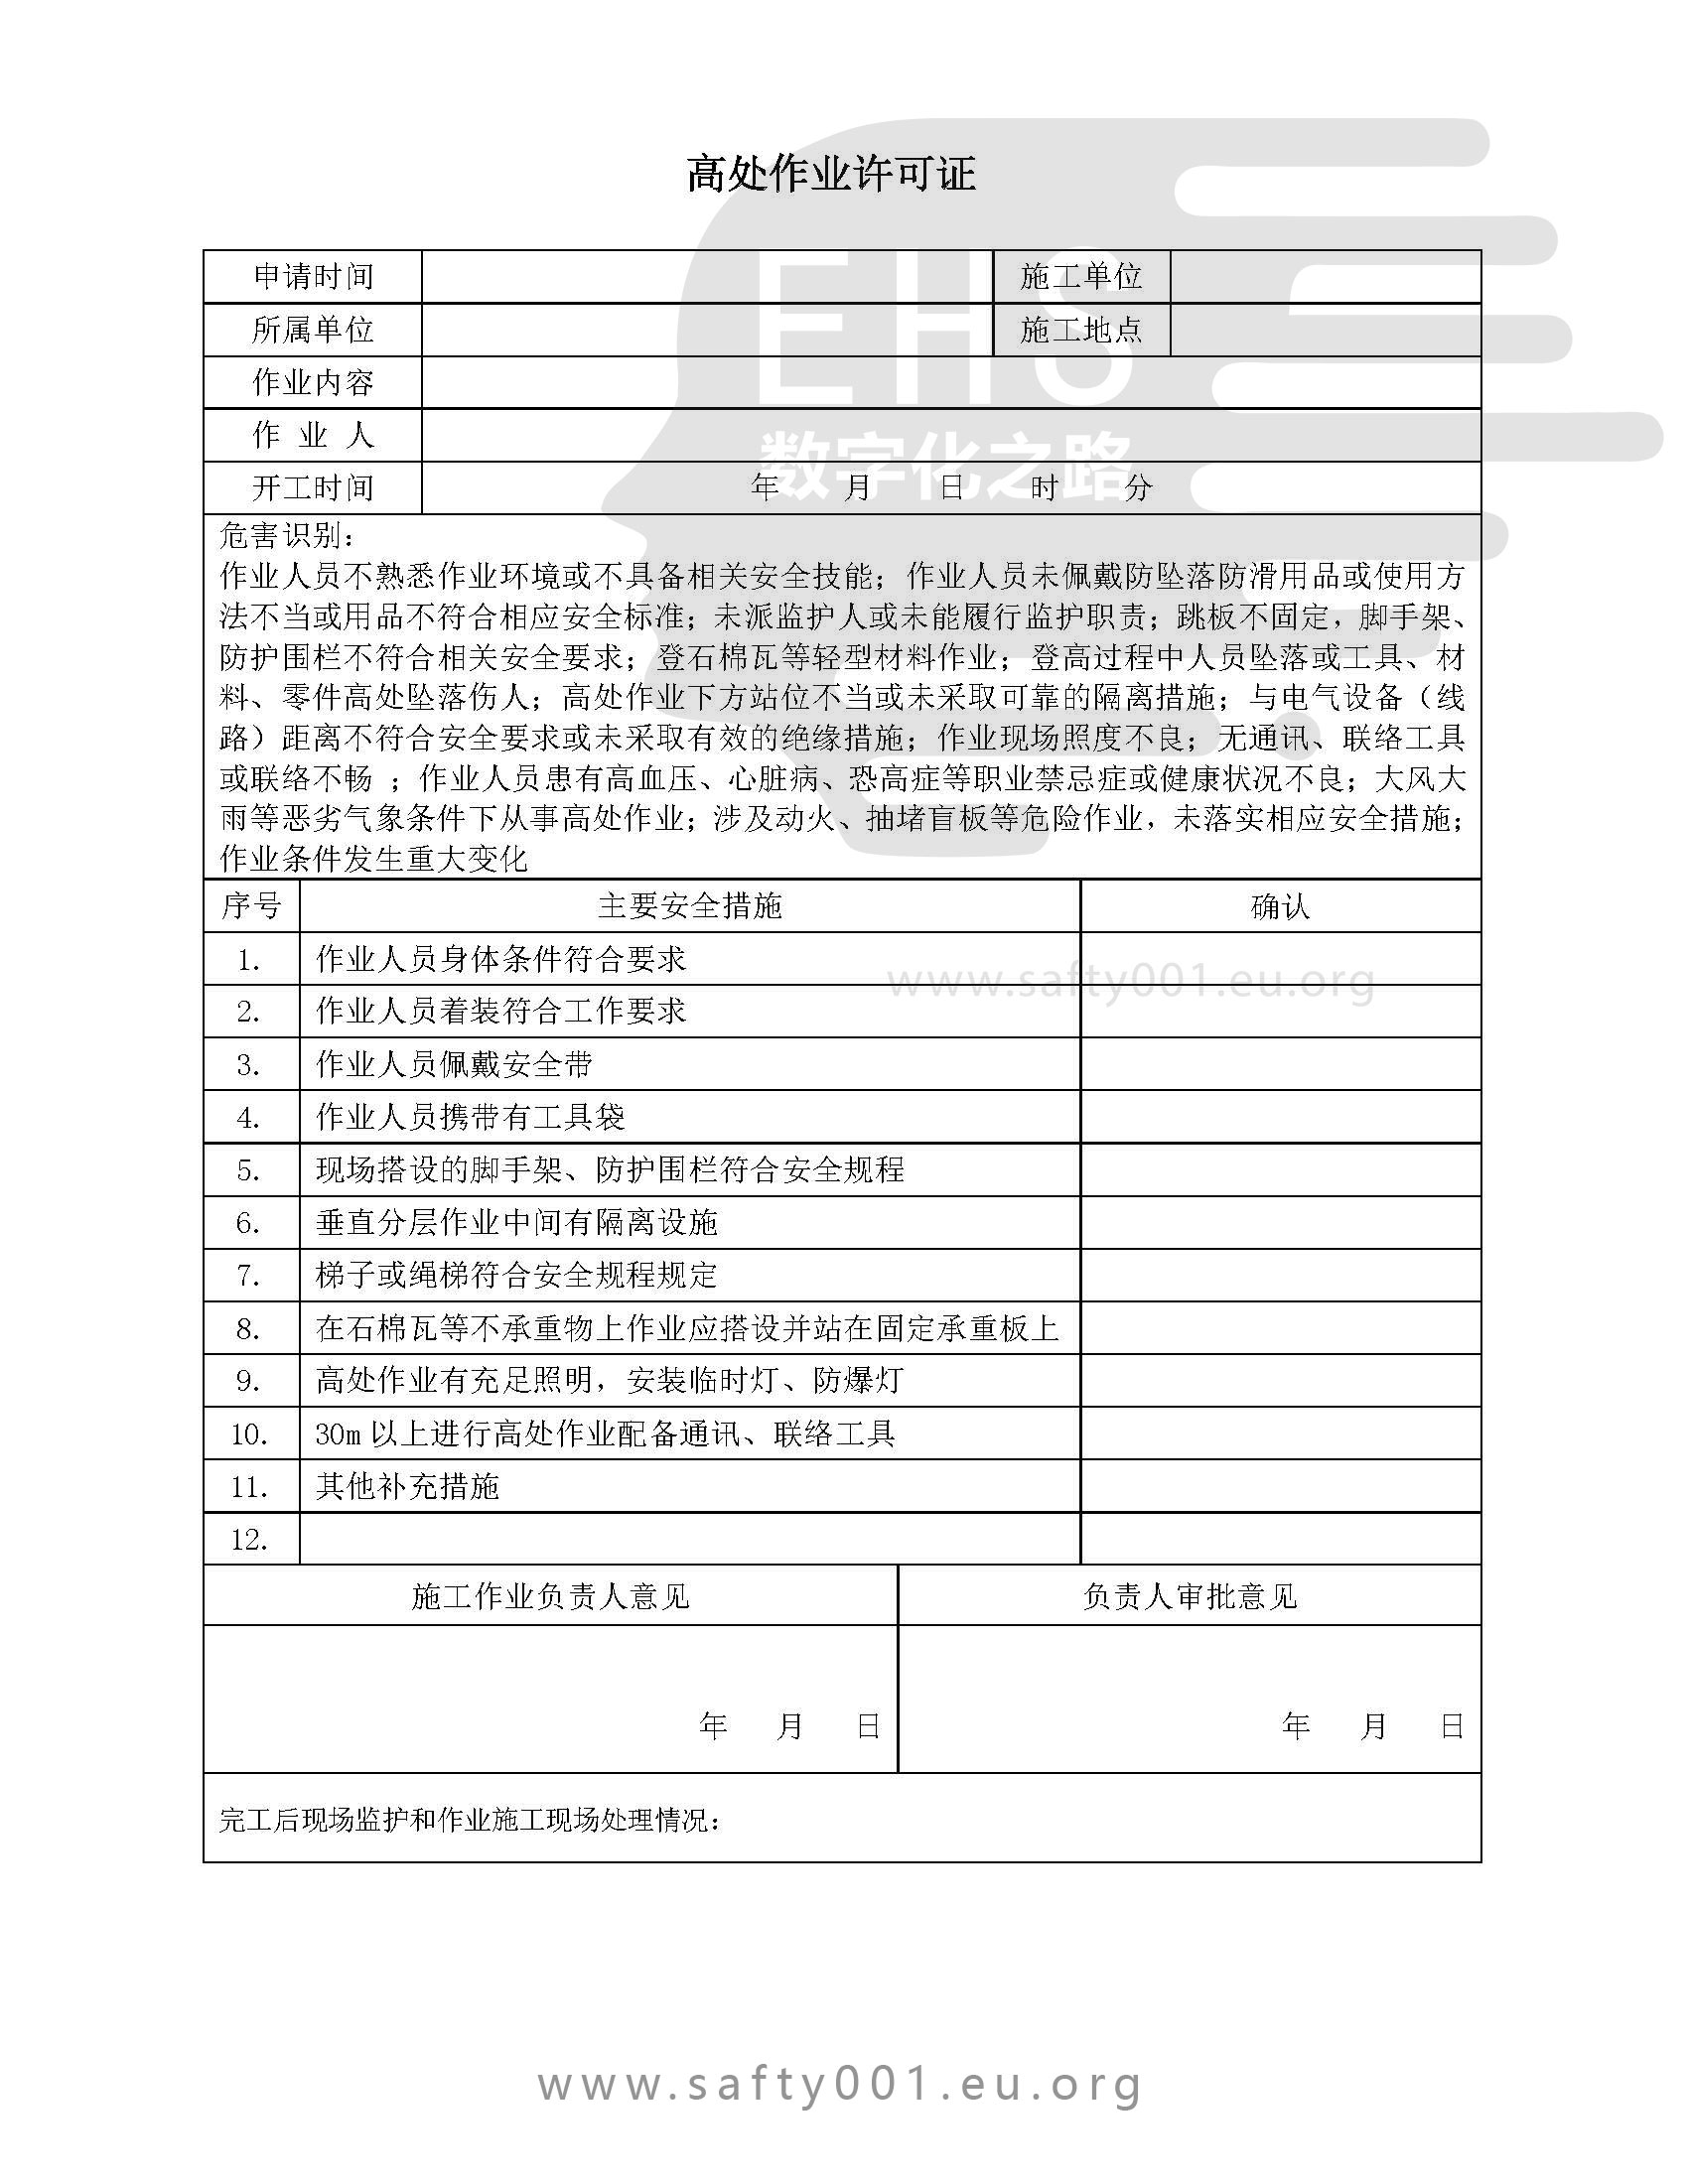 高处作业许可证
申请时间 施工单位
所属单位 施工地点
作业内容
作 业 人
开工时间 年 月 日 时 分
EHS
数字化之路
危害识别：
作业人员不熟悉作业环境或不具备相关安全技能；作业人员未佩戴防坠落防滑用品或使用方
法不当或用品不符合相应安全标准；未派监护人或未能履行监护职责；跳板不固定，脚手架、
防护围栏不符合相关安全要求；登石棉瓦等轻型材料作业；登高过程中人员坠落或工具、材
料、零件高处坠落伤人；高处作业下方站位不当或未采取可靠的隔离措施；与电气设备（线
路）距离不符合安全要求或未采取有效的绝缘措施；作业现场照度不良；无通讯、联络工具
或联络不畅 ；作业人员患有高血压、心脏病、恐高症等职业禁忌症或健康状况不良；大风大
雨等恶劣气象条件下从事高处作业；涉及动火、抽堵盲板等危险作业，未落实相应安全措施；
作业条件发生重大变化
序号 主要安全措施 确认
1. 作业人员身体条件符合要求
www.safty001.eu.org
2. 作业人员着装符合工作要求
3. 作业人员佩戴安全带
4. 作业人员携带有工具袋
5. 现场搭设的脚手架、防护围栏符合安全规程
6. 垂直分层作业中间有隔离设施
7. 梯子或绳梯符合安全规程规定
8. 在石棉瓦等不承重物上作业应搭设并站在固定承重板上
9. 高处作业有充足照明，安装临时灯、防爆灯
10. 30m 以上进行高处作业配备通讯、联络工具
11. 其他补充措施
12.
施工作业负责人意见 负责人审批意见
年 月 日 年 月 日
完工后现场监护和作业施工现场处理情况：
www.safty001.eu.org